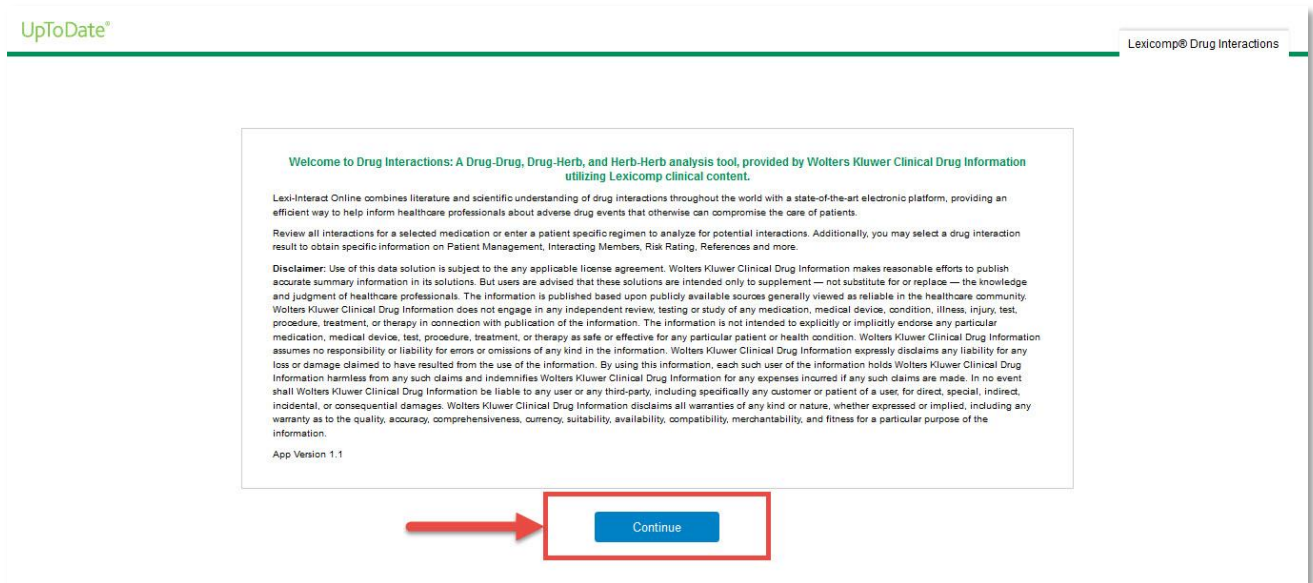 UpToDate®
Lexicomp® Drug Interactions
Welcome to Drug Interactions: A Drug-Drug, Drug-Herb, and Herb-Herb analysis tool, provided by Wolters Kluwer Clinical Drug Information
utilizing Lexicomp clinical content.
Lexi-Interact Online combines literature and scientific understanding of drug interactions throughout the world with a state-of-the-art electronic platform, providing an
efficient way to help inform healthcare professionals about adverse drug events that otherwise can compromise the care of patients.
Review all interactions for a selected medication or enter a patient specific regimen to analyze for potential interactions. Additionally, you may select a drug interaction
result to obtain specific information on Patient Management, Interacting Members, Risk Rating, References and more.
Disclaimer: Use of this data solution is subject to the any applicable license agreement. Wolters Kluwer Clinical Drug Information makes reasonable efforts to publish
accurate summary information in its solutions. But users are advised that these solutions are intended only to supplement — not substitute for or replace — the knowledge
and judgment of healthcare professionals. The information is published based upon publicly available sources generally viewed as reliable in the healthcare community.
Wolters Kluwer Clinical Drug Information does not engage in any independent review, testing or study of any medication, medical device, condition, illness, injury, test,
procedure, treatment, or therapy in connection with publication of the information. The information is not intended to explicitly or implicitly endorse any particular
medication, medical device, test, procedure, treatment, or therapy as safe or effective for any particular patient or health condition. Wolters Kluwer Clinical Drug Information
assumes no responsibility or liability for errors or omissions of any kind in the information. Wolters Kluwer Clinical Drug Information expressly disclaims any liability for any
loss or damage claimed to have resulted from the use of the information. By using this information, each such user of the information holds Wolters Kluwer Clinical Drug
Information harmless from any such claims and indemnifies Wolters Kluwer Clinical Drug Information for any expenses incurred if any such claims are made. In no event
shall Wolters Kluwer Clinical Drug Information be liable to any user or any third-party, including specifically any customer or patient of a user, for direct, special, indirect,
incidental, or consequential damages. Wolters Kluwer Clinical Drug Information disclaims all warranties of any kind or nature, whether expressed or implied, including any
warranty as to the quality, accuracy, comprehensiveness, currency, suitability, availability, compatibility, merchantability, and fitness for a particular purpose of the
information.
App Version 1.1
Continue